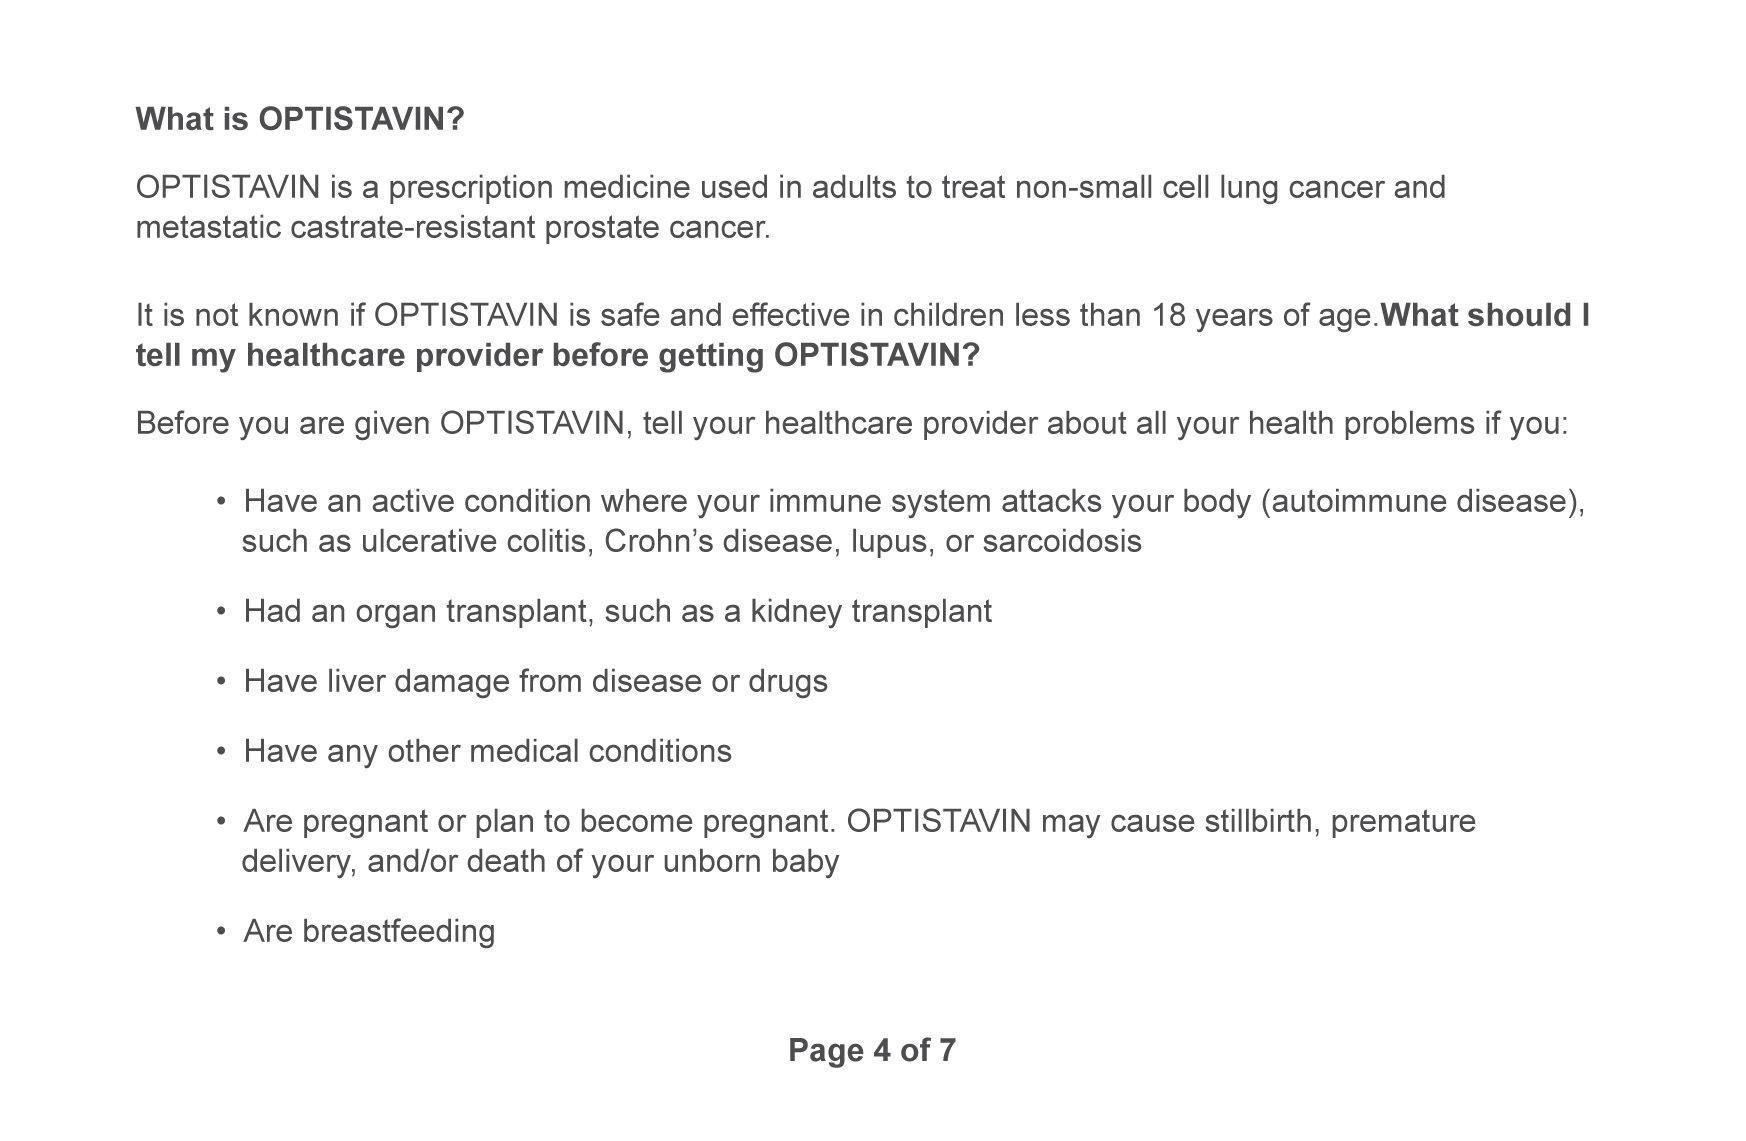 What is OPTISTAVIN?
OPTISTAVIN is a prescription medicine used in adults to treat non-small cell lung cancer and
metastatic castrate-resistant prostate cancer.
It is not known if OPTISTAVIN is safe and effective in children less than 18 years of age.What should I
tell my healthcare provider before getting OPTISTAVIN?
Before you are given OPTISTAVIN, tell your healthcare provider about all your health problems if you:
• Have an active condition where your immune system attacks your body (autoimmune disease),
such as ulcerative colitis, Crohn’s disease, lupus, or sarcoidosis
• Had an organ transplant, such as a kidney transplant
• Have liver damage from disease or drugs
• Have any other medical conditions
• Are pregnant or plan to become pregnant. OPTISTAVIN may cause stillbirth, premature
delivery, and/or death of your unborn baby
• Are breastfeeding
Page 4 of 7